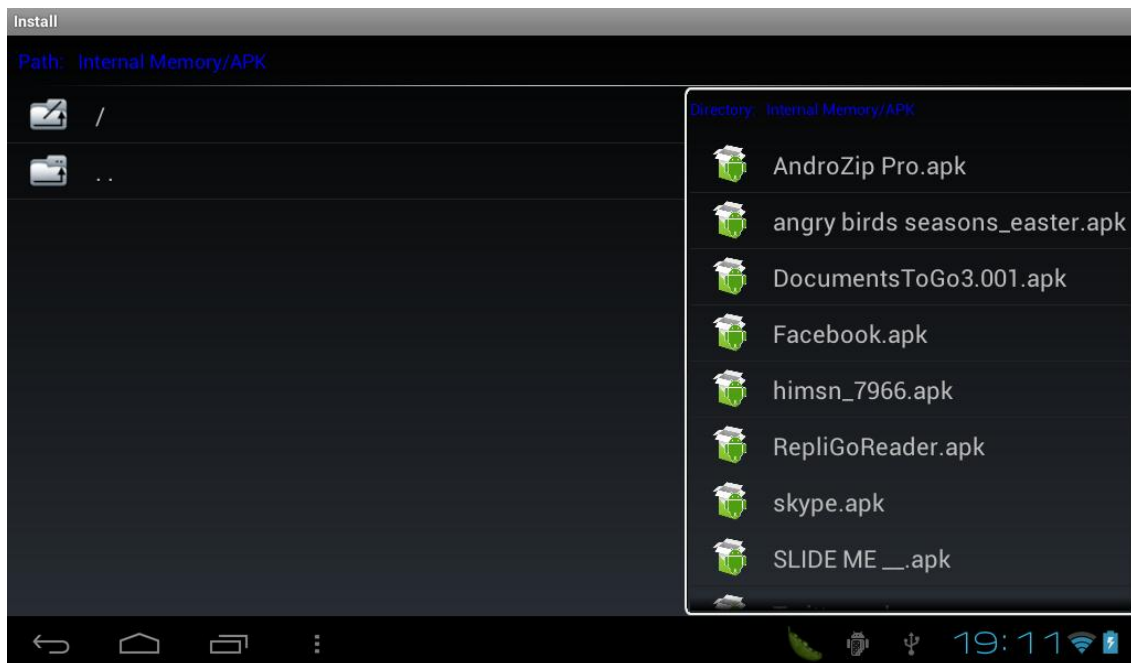 Install
Path: Internal Memory/APK
/
. .
Directory: Internal Memory/APK
AndroZip Pro.apk
angry birds seasons_easter.apk
DocumentsToGo3.001.apk
Facebook.apk
himsn_7966.apk
RepliGoReader.apk
skype.apk
SLIDE ME __.apk
19:11